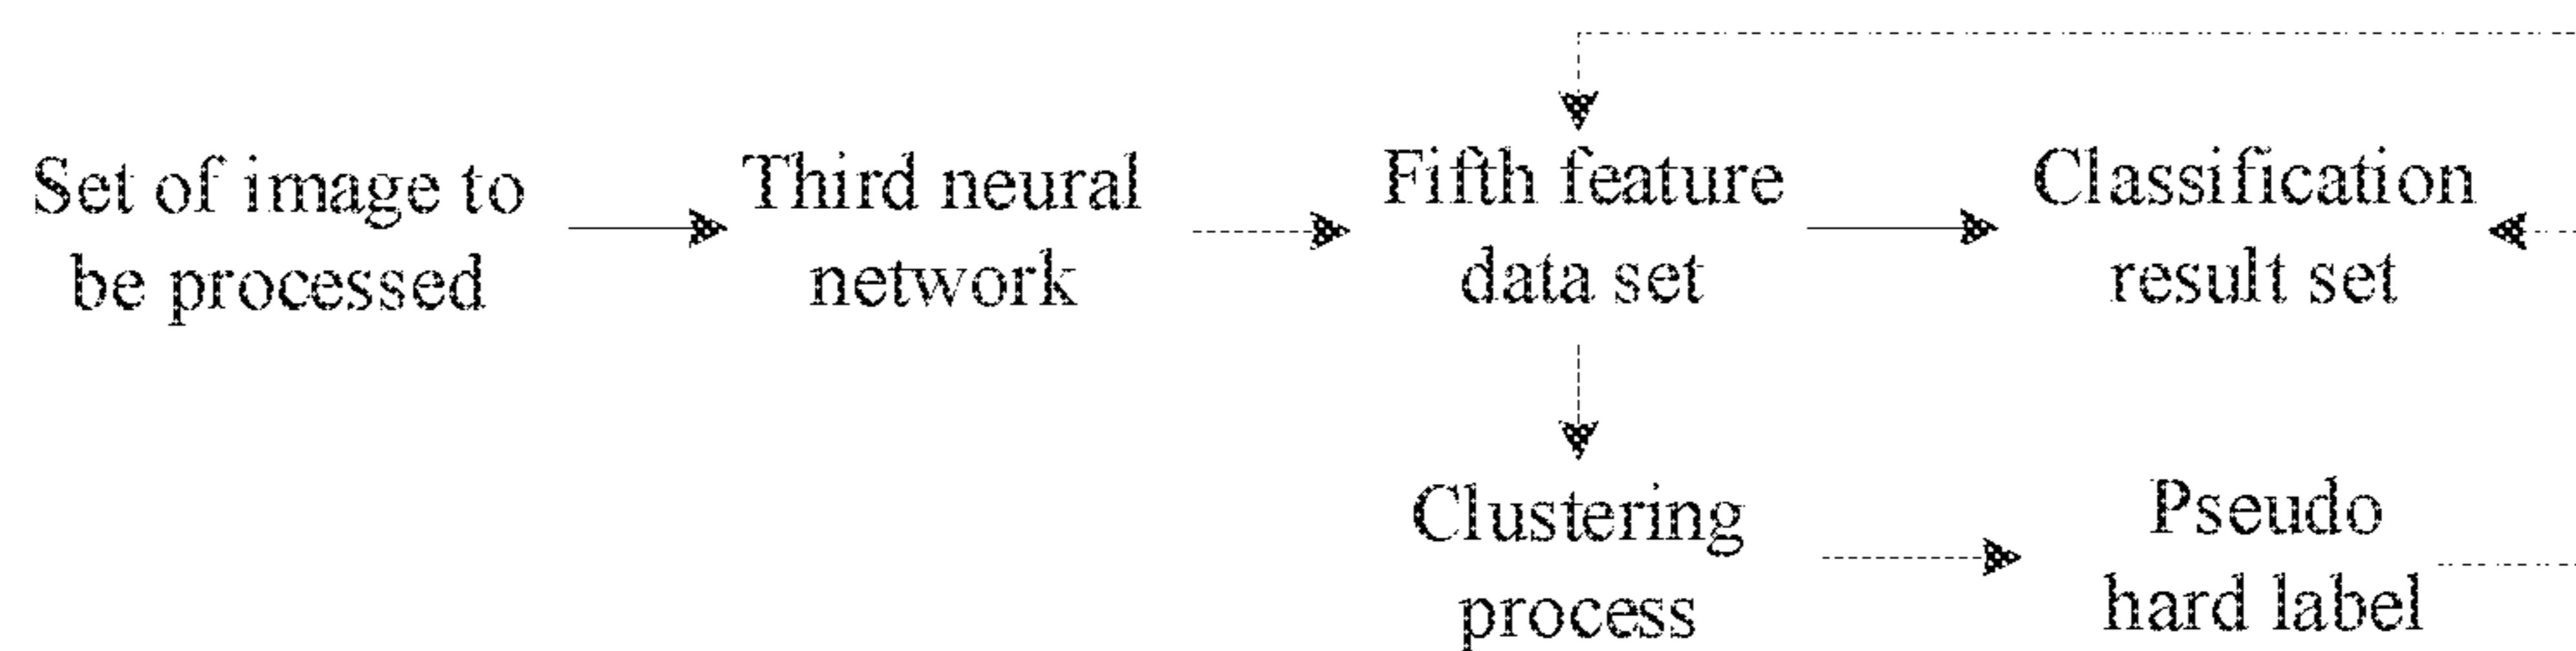 Set of image to
be processed
Third neural
network
Fifth feature
data set
Classification
result set
Clustering
process
Pseudo
hard label